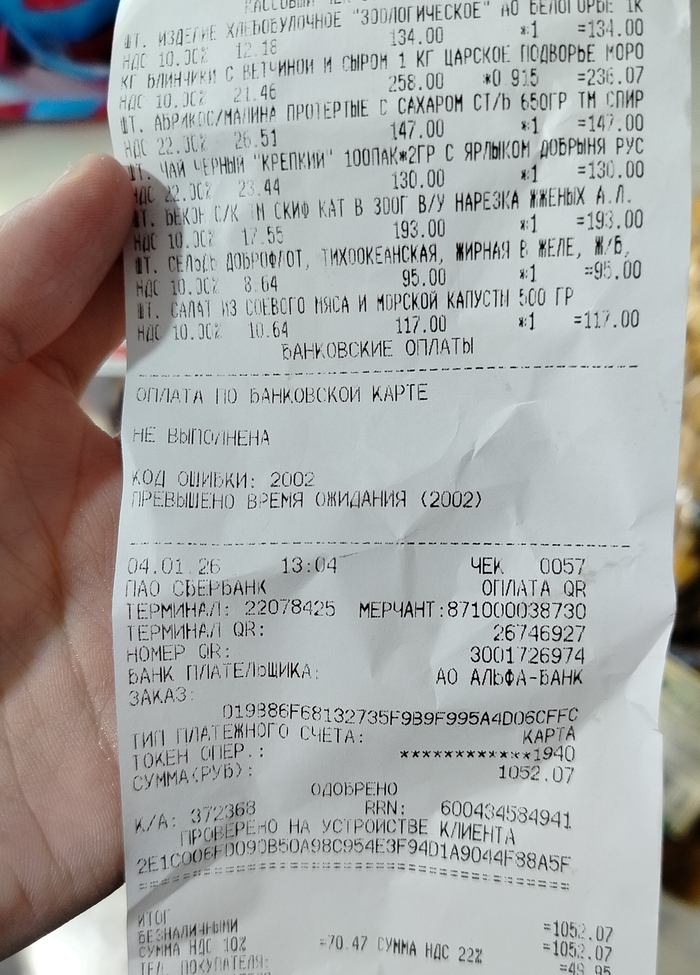 КАССОВЫЙ ЧЕК
ШТ. ИЗДЕЛИЕ ХЛЕБОБУЛОЧНОЕ "ЗООЛОГИЧЕСКОЕ" АО БЕЛОГОРЬЕ 1К
134.00 *1 =134.00
НДС 10.00% 12.18
КГ БЛИНЧИКИ С ВЕТЧИНОЙ И СЫРОМ 1 КГ ЦАРСКОЕ ПОДВОРЬЕ МОРО
258.00 *0.915 =236.07
НДС 10.00% 21.46
ШТ. АБРИКОС/МАЛИНА ПРОТЕРТЫЕ С САХАРОМ СТ/Б 650ГР ТМ СПИР
147.00 *1 =147.00
НДС 22.00% 26.51
ШТ. ЧАЙ ЧЕРНЫЙ "КРЕПКИЙ" 100ПАК*2ГР С ЯРЛЫКОМ ДОБРЫНЯ РУС
130.00 *1 =130.00
НДС 22.00% 23.44
ШТ. БЕКОН С/К ТМ СКИФ КАТ В 300Г В/У НАРЕЗКА ЖЖЕНЫХ А.Л.
193.00 *1 =193.00
НДС 10.00% 17.55
ШТ. СЕЛЬДЬ ДОБРОФЛОТ, ТИХООКЕАНСКАЯ, ЖИРНАЯ В ЖЕЛЕ, Ж/Б,
95.00 *1 =95.00
НДС 10.00% 8.64
ШТ. САЛАТ ИЗ СОЕВОГО МЯСА И МОРСКОЙ КАПУСТЫ 500 ГР
117.00 *1 =117.00
НДС 10.00% 10.64
БАНКОВСКИЕ ОПЛАТЫ
ОПЛАТА ПО БАНКОВСКОЙ КАРТЕ
НЕ ВЫПОЛНЕНА
КОД ОШИБКИ: 2002
ПРЕВЫШЕНО ВРЕМЯ ОЖИДАНИЯ (2002)
04.01.26 13:04 ЧЕК 0057
ПАО СБЕРБАНК ОПЛАТА QR
ТЕРМИНАЛ: 22078425 МЕРЧАНТ:871000038730
ТЕРМИНАЛ QR: 26746927
НОМЕР QR: 3001726974
БАНК ПЛАТЕЛЬЩИКА: АО АЛЬФА-БАНК
ЗАКАЗ:
019B86F68132735F9B9F995A4D06CFFC
ТИП ПЛАТЕЖНОГО СЧЕТА: КАРТА
ТОКЕН ОПЕР.: ************1940
СУММА(РУБ): 1052.07
ОДОБРЕНО
К/А: 372368 RRN: 600434584941
ПРОВЕРЕНО НА УСТРОЙСТВЕ КЛИЕНТА
2E1C006FD090B50A98C954E3F94D1A9044F88A5F
ИТОГ =1052.07
БЕЗНАЛИЧНЫМИ =1052.07
СУММА НДС 10% =70.47 СУММА НДС 22% =49.95
ТЕЛ. ПОКУПАТЕЛЯ: